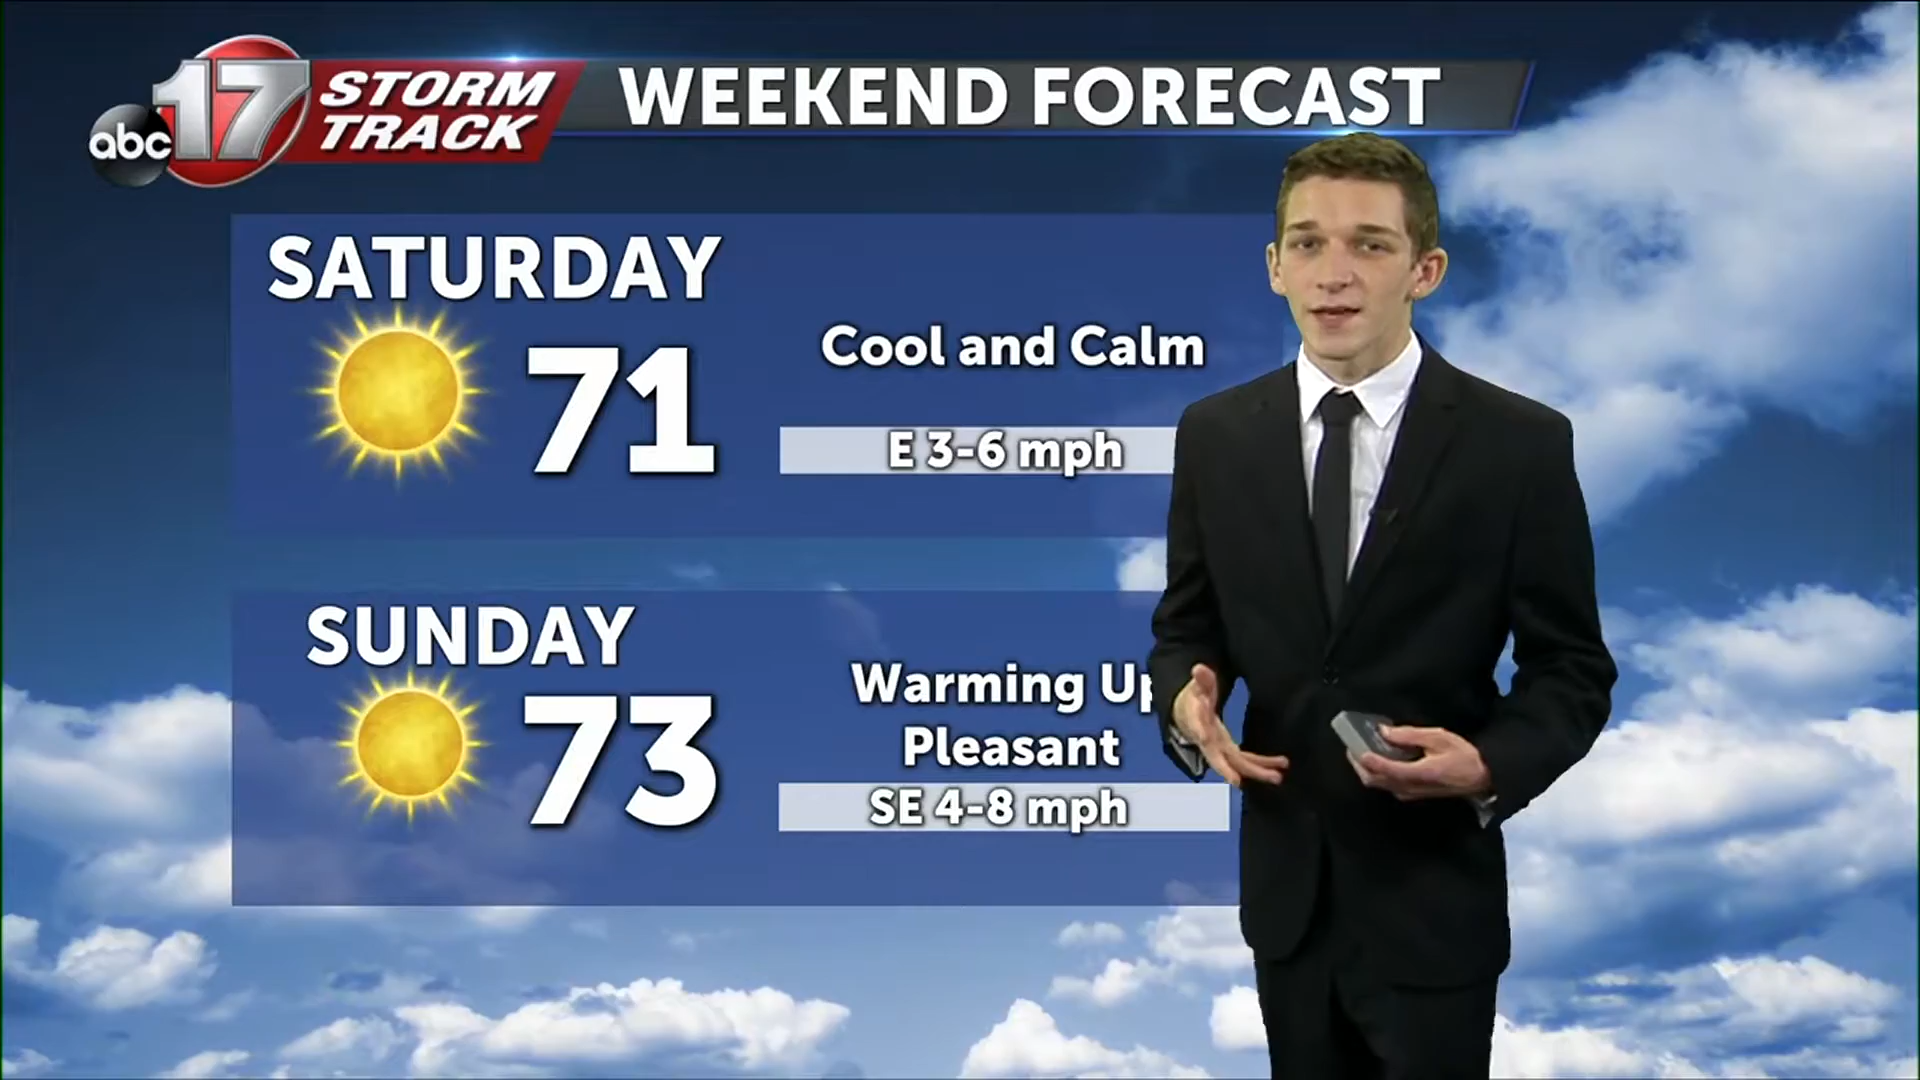 abc 17 STORM TRACK
WEEKEND FORECAST
SATURDAY
71
Cool and Calm
E 3-6 mph
SUNDAY
73
Warming Up
Pleasant
SE 4-8 mph